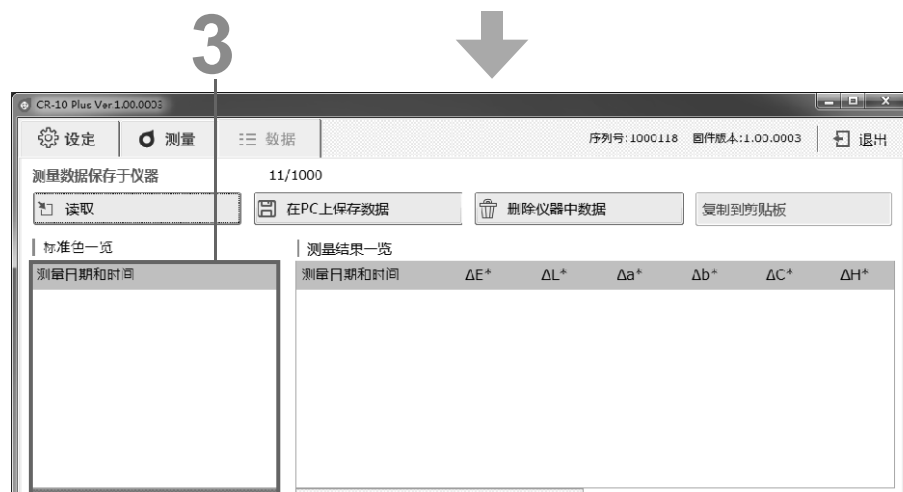 3
CR-10 Plus Ver 1.00.0003
设定 测量 数据 序列号:1000118 固件版本:1.00.0003 退出
测量数据保存于仪器 11/1000
读取 在PC上保存数据 删除仪器中数据 复制到剪贴板
标准色一览 测量结果一览
测量日期和时间 测量日期和时间 ΔE* ΔL* Δa* Δb* ΔC* ΔH*